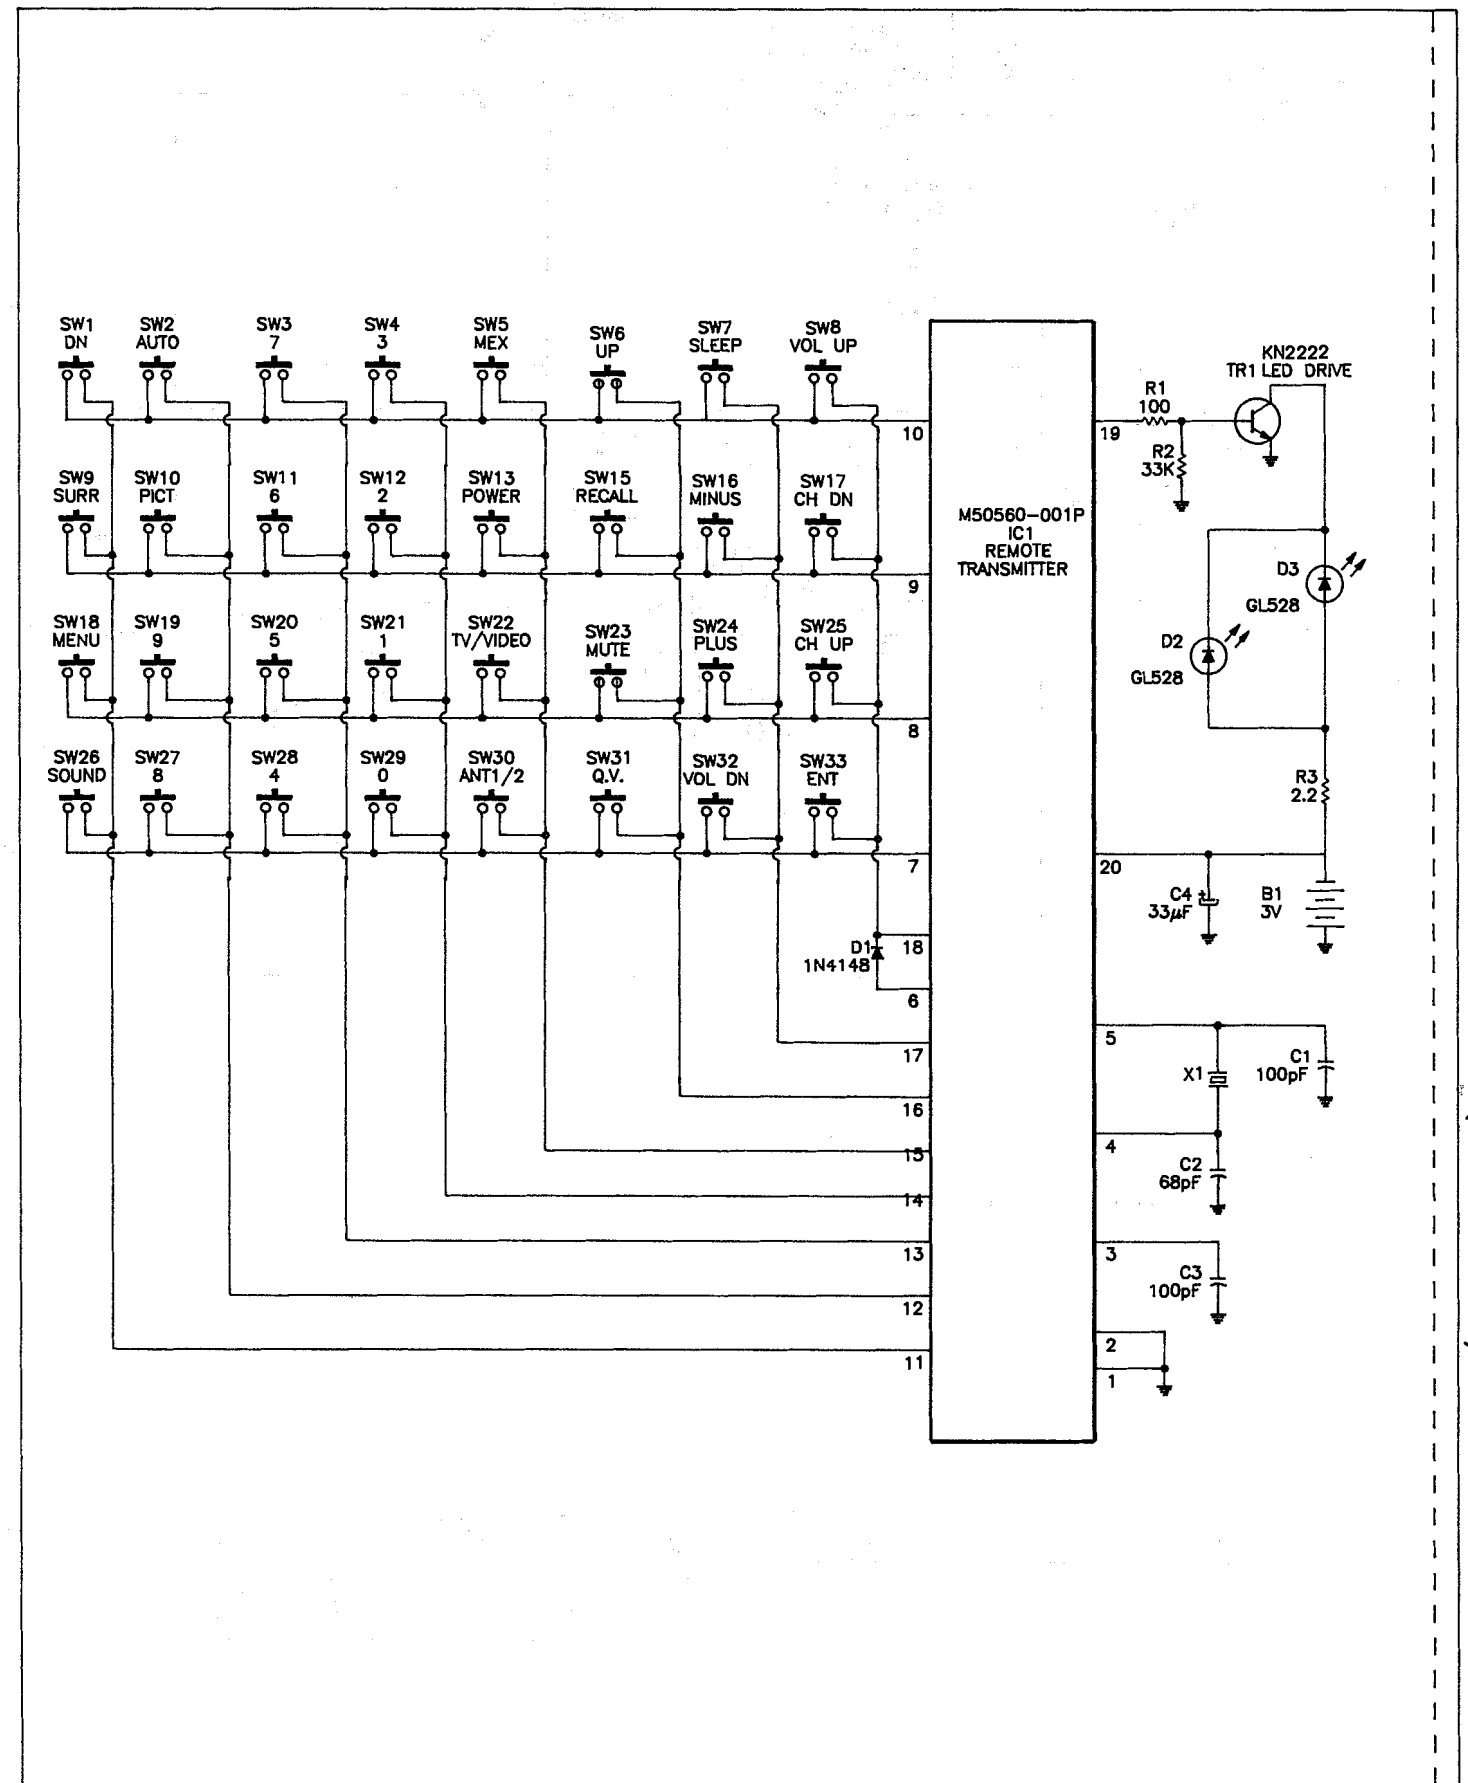 SW1
DN
SW2
AUTO
SW3
7
SW4
3
SW5
MEX
SW6
UP
SW7
SLEEP
SW8
VOL UP
KN2222
TR1 LED DRIVE
R1
100
10
19
R2
33K
SW9
SURR
SW10
PICT
SW11
6
SW12
2
SW13
POWER
SW15
RECALL
SW16
MINUS
SW17
CH DN
M50560-001P
IC1
REMOTE
TRANSMITTER
9
D3
GL528
SW18
MENU
SW19
9
SW20
5
SW21
1
SW22
TV/VIDEO
SW23
MUTE
SW24
PLUS
SW25
CH UP
D2
GL528
8
SW26
SOUND
SW27
8
SW28
4
SW29
0
SW30
ANT1/2
SW31
Q.V.
SW32
VOL DN
SW33
ENT
R3
2.2
7
20
C4
+
33µF
B1
3V
D1
1N4148
18
6
5
17
X1
C1
100pF
16
4
15
C2
68pF
14
13
3
C3
100pF
12
2
11
1